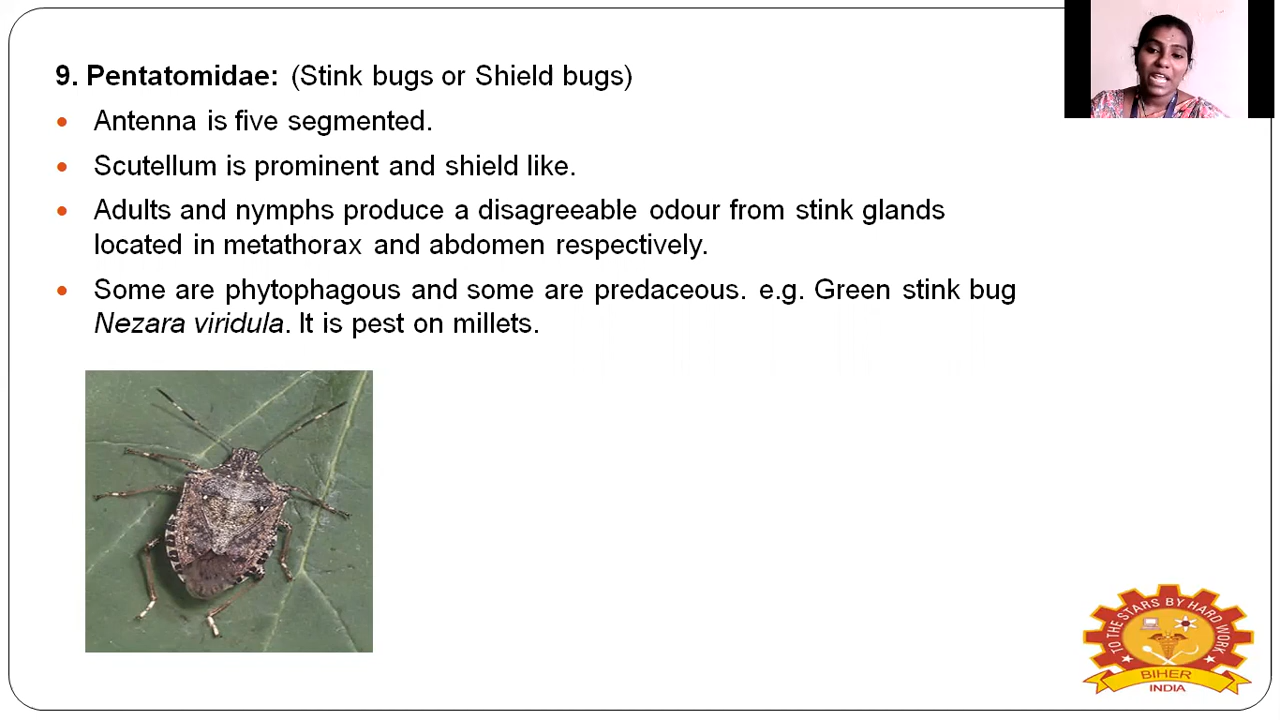 9. Pentatomidae: (Stink bugs or Shield bugs)
• Antenna is five segmented.
• Scutellum is prominent and shield like.
• Adults and nymphs produce a disagreeable odour from stink glands
located in metathorax and abdomen respectively.
• Some are phytophagous and some are predaceous. e.g. Green stink bug
Nezara viridula. It is pest on millets.
TO THE STARS BY HARD WORK
BIHER
INDIA